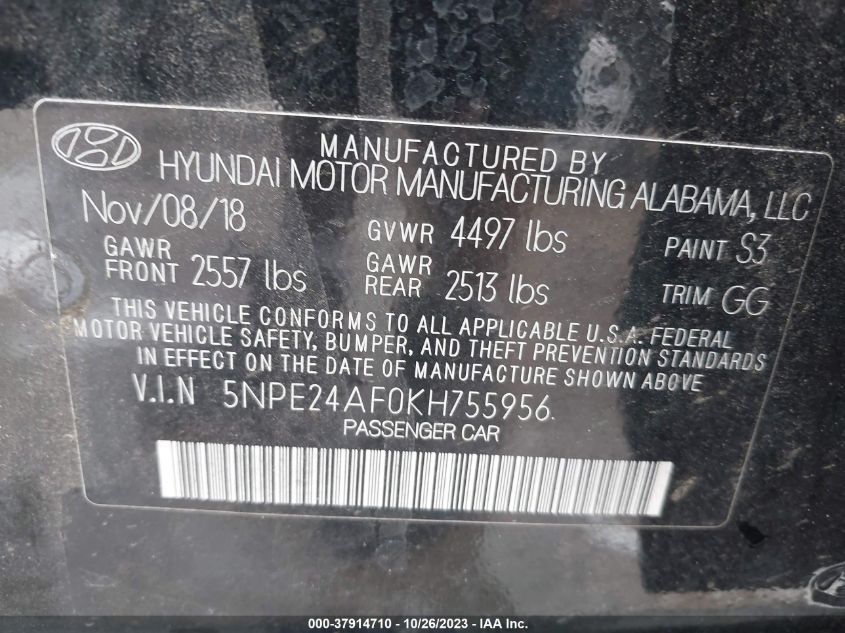 MANUFACTURED BY
HYUNDAI MOTOR MANUFACTURING ALABAMA, LLC
Nov/08/18 GVWR 4497 lbs PAINT S3
GAWR FRONT 2557 lbs GAWR REAR 2513 lbs TRIM GG
THIS VEHICLE CONFORMS TO ALL APPLICABLE U.S.A. FEDERAL
MOTOR VEHICLE SAFETY, BUMPER, AND THEFT PREVENTION STANDARDS
IN EFFECT ON THE DATE OF MANUFACTURE SHOWN ABOVE
V.I.N 5NPE24AF0KH755956
PASSENGER CAR
000-37914710 - 10/26/2023 - IAA Inc.